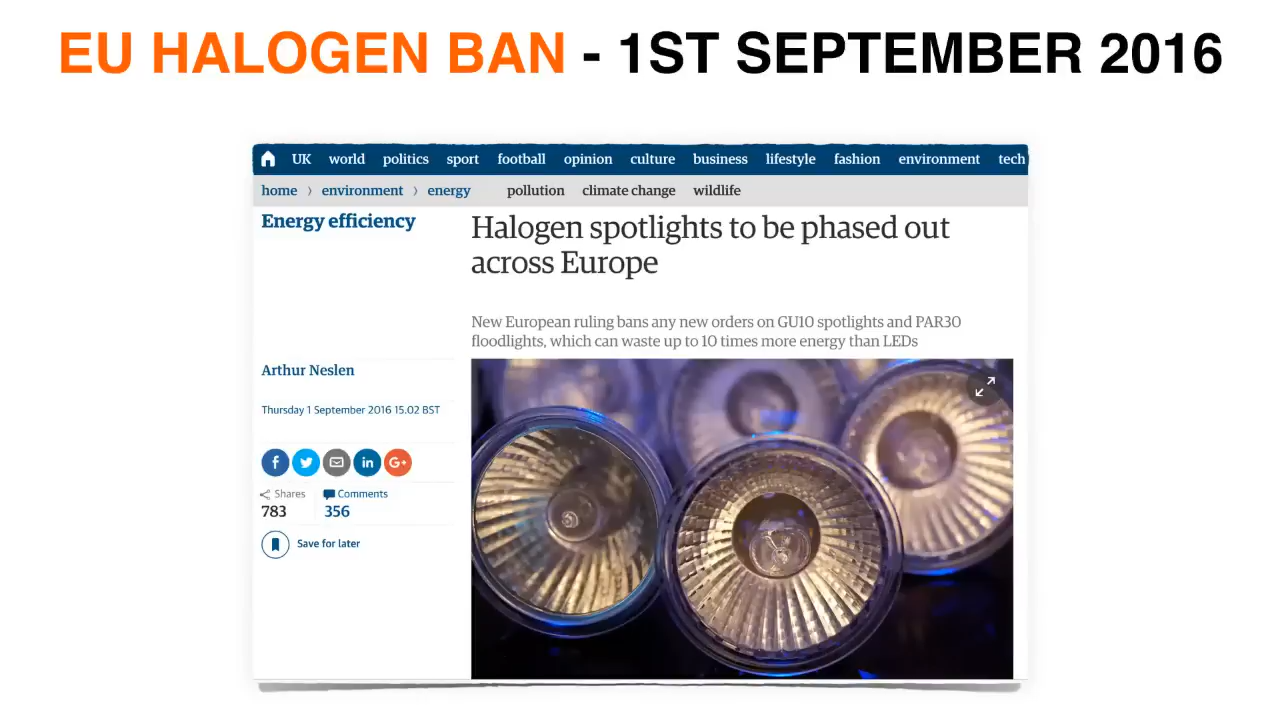 EU HALOGEN BAN - 1ST SEPTEMBER 2016
UK world politics sport football opinion culture business lifestyle fashion environment tech
home › environment › energy pollution climate change wildlife
Energy efficiency
Halogen spotlights to be phased out
across Europe
New European ruling bans any new orders on GU10 spotlights and PAR30
floodlights, which can waste up to 10 times more energy than LEDs
Arthur Neslen
Thursday 1 September 2016 15.02 BST
f in G+
Shares Comments
783 356
Save for later